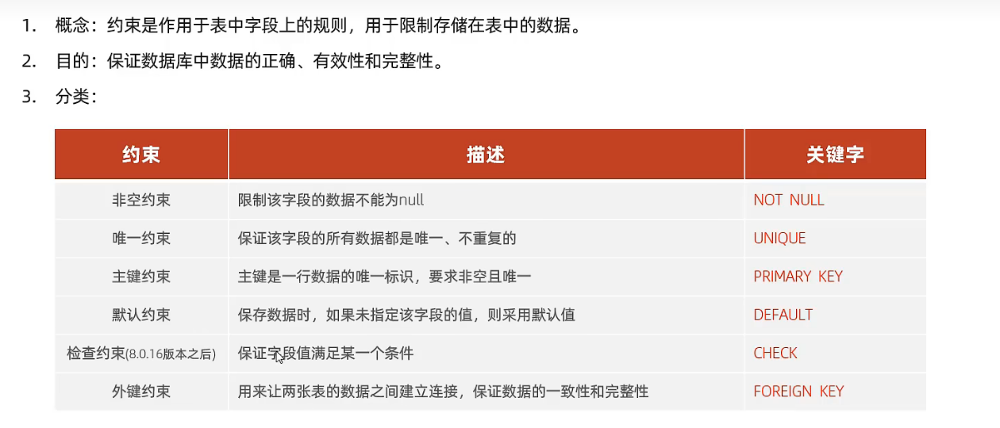 1. 概念：约束是作用于表中字段上的规则，用于限制存储在表中的数据。
2. 目的：保证数据库中数据的正确、有效性和完整性。
3. 分类：
约束 描述 关键字
非空约束 限制该字段的数据不能为null NOT NULL
唯一约束 保证该字段的所有数据都是唯一、不重复的 UNIQUE
主键约束 主键是一行数据的唯一标识，要求非空且唯一 PRIMARY KEY
默认约束 保存数据时，如果未指定该字段的值，则采用默认值 DEFAULT
检查约束(8.0.16版本之后) 保证字段值满足某一个条件 CHECK
外键约束 用来让两张表的数据之间建立连接，保证数据的一致性和完整性 FOREIGN KEY